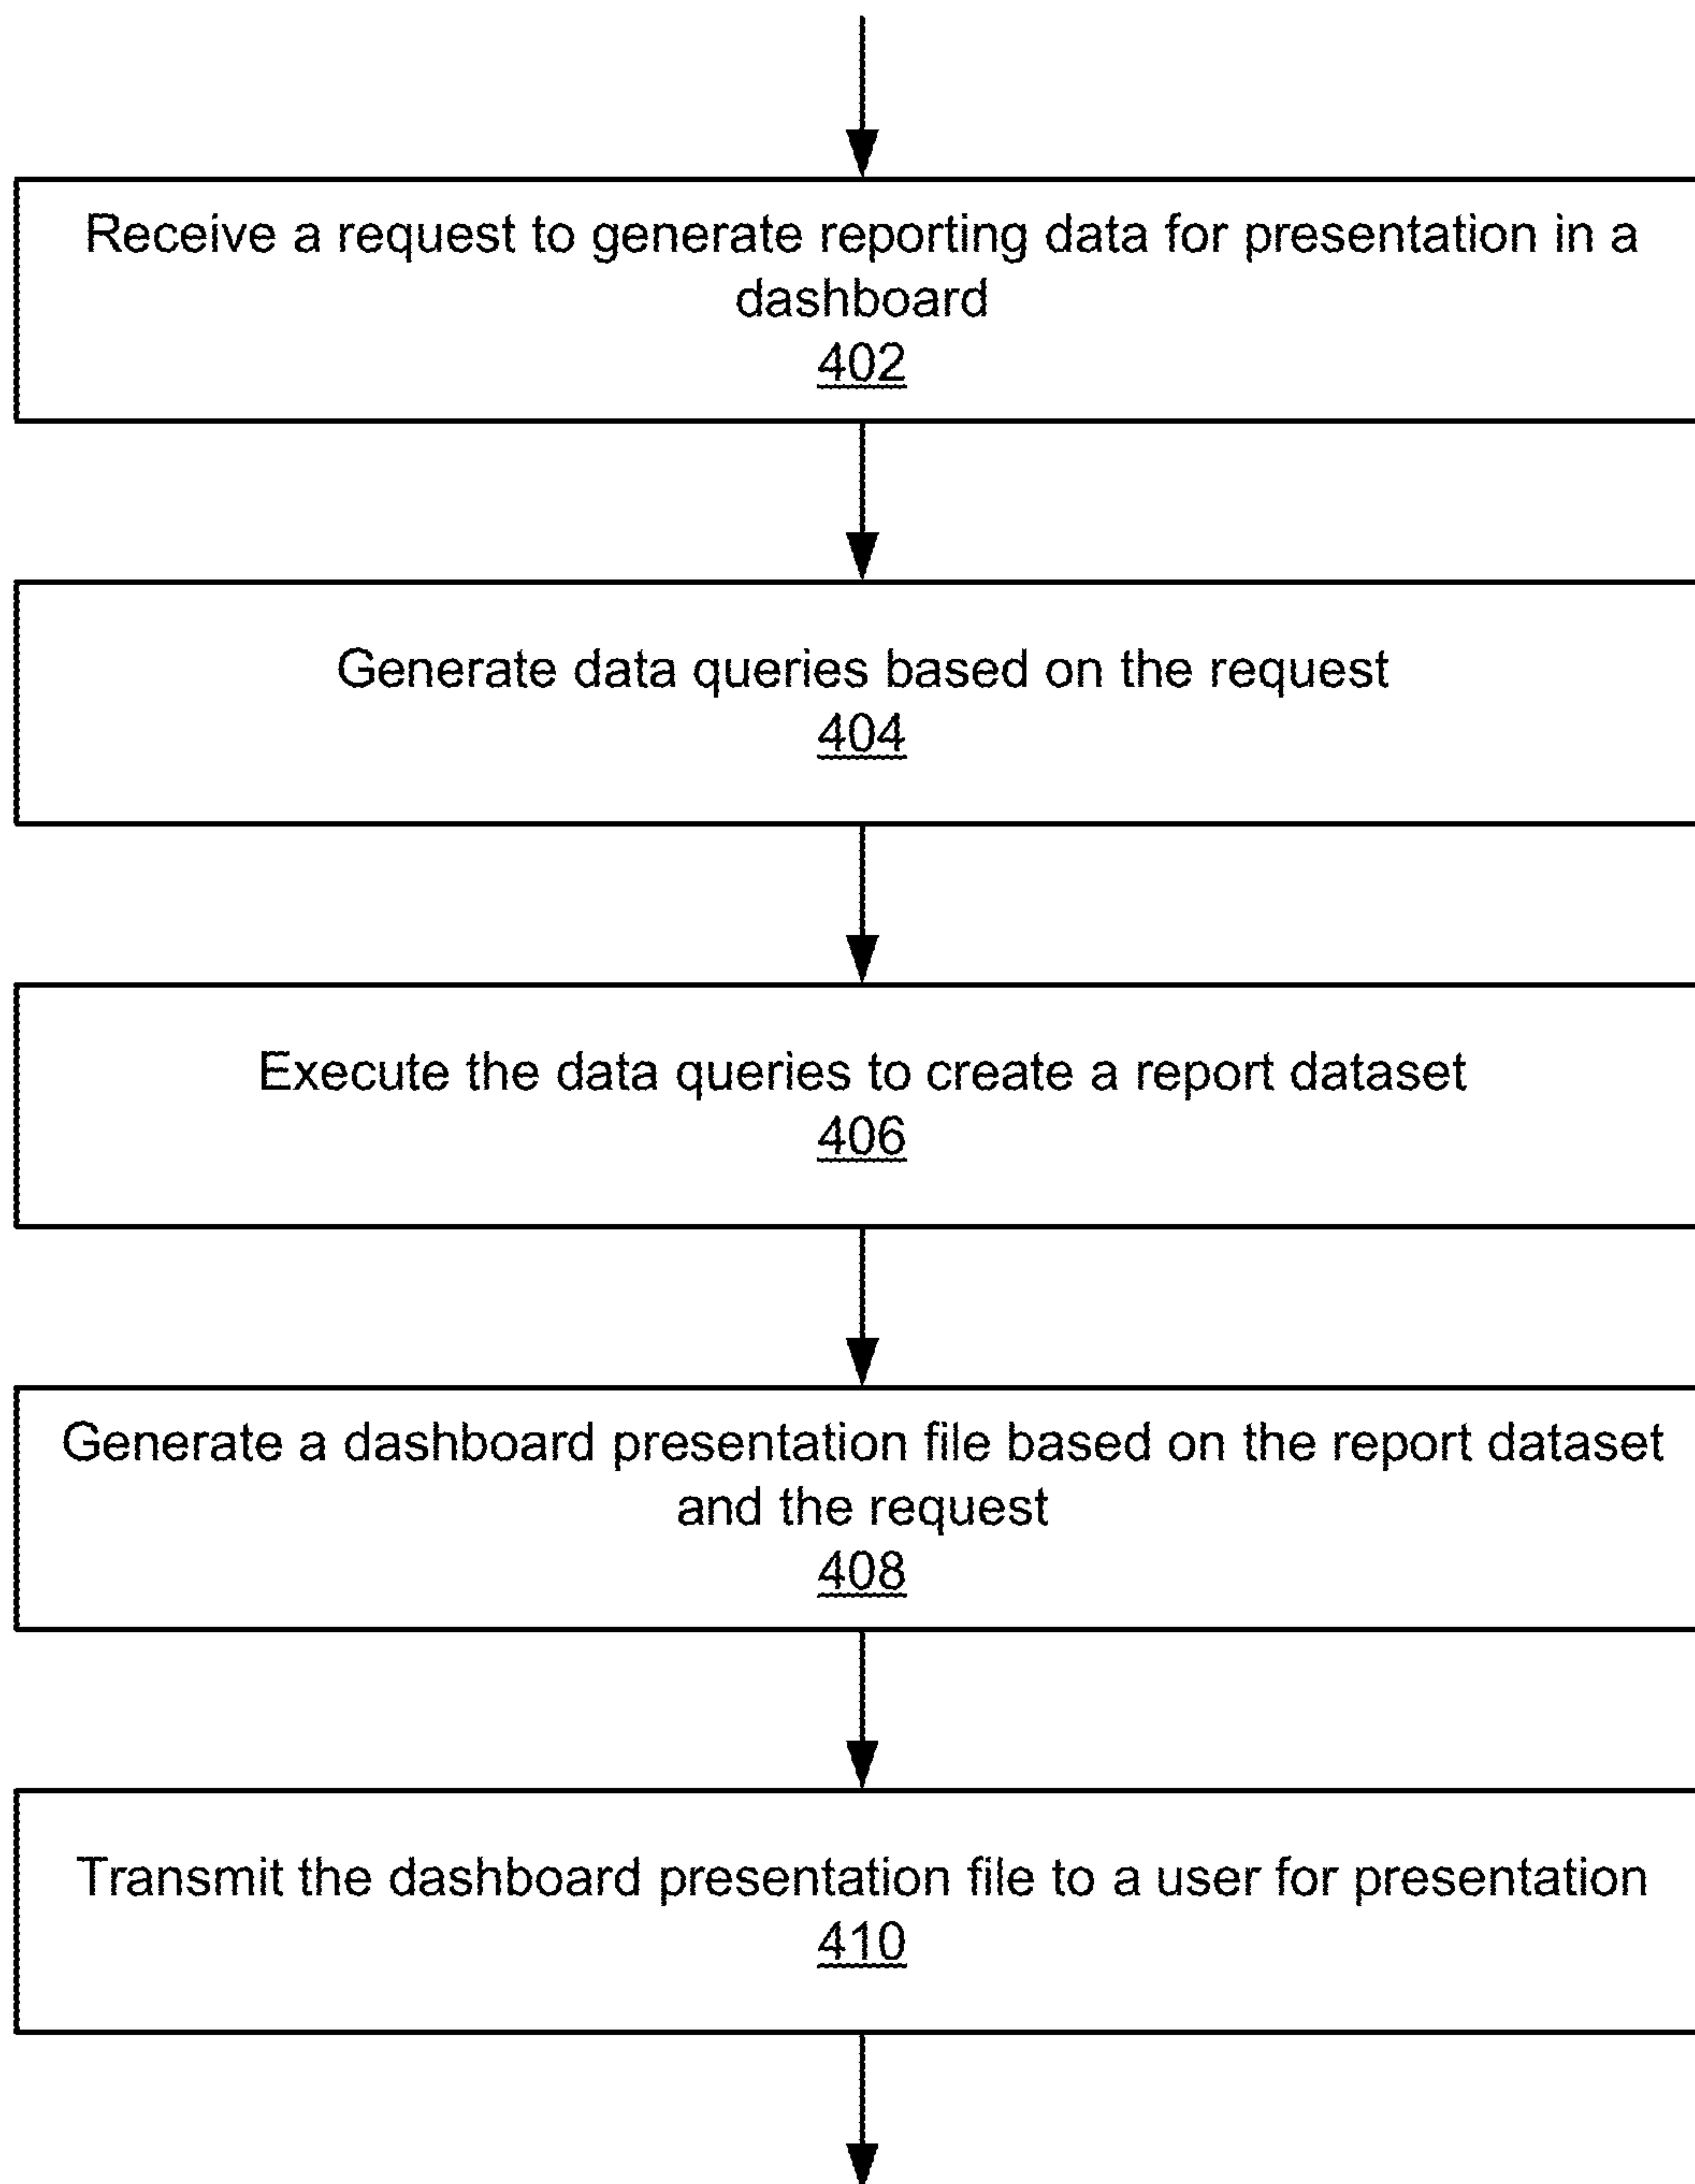 Receive a request to generate reporting data for presentation in a
dashboard
402
Generate data queries based on the request
404
Execute the data queries to create a report dataset
406
Generate a dashboard presentation file based on the report dataset
and the request
408
Transmit the dashboard presentation file to a user for presentation
410